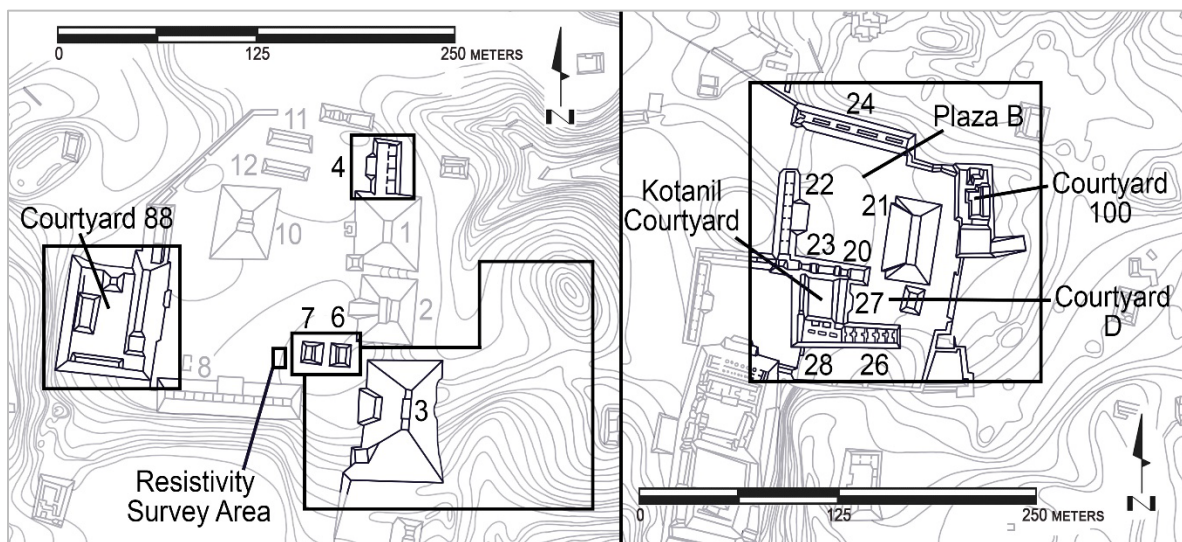 0 125 250 METERS
N
11
12
4
Courtyard 88
10
1
2
7 6
8
3
Resistivity
Survey Area
24
Plaza B
22
Kotanil
Courtyard
21
Courtyard
100
23 20
27
Courtyard
D
28 26
N
0 125 250 METERS